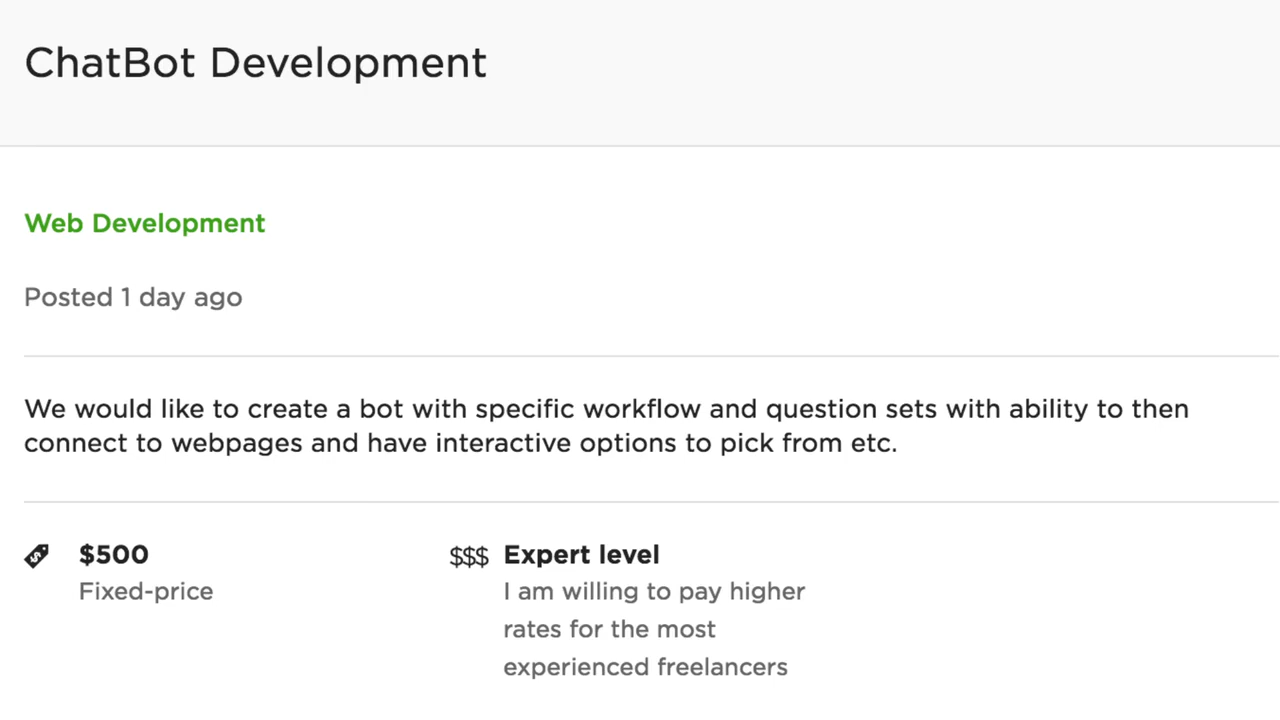 ChatBot Development
Web Development
Posted 1 day ago
We would like to create a bot with specific workflow and question sets with ability to then
connect to webpages and have interactive options to pick from etc.
$500
Fixed-price
$$$ Expert level
I am willing to pay higher
rates for the most
experienced freelancers